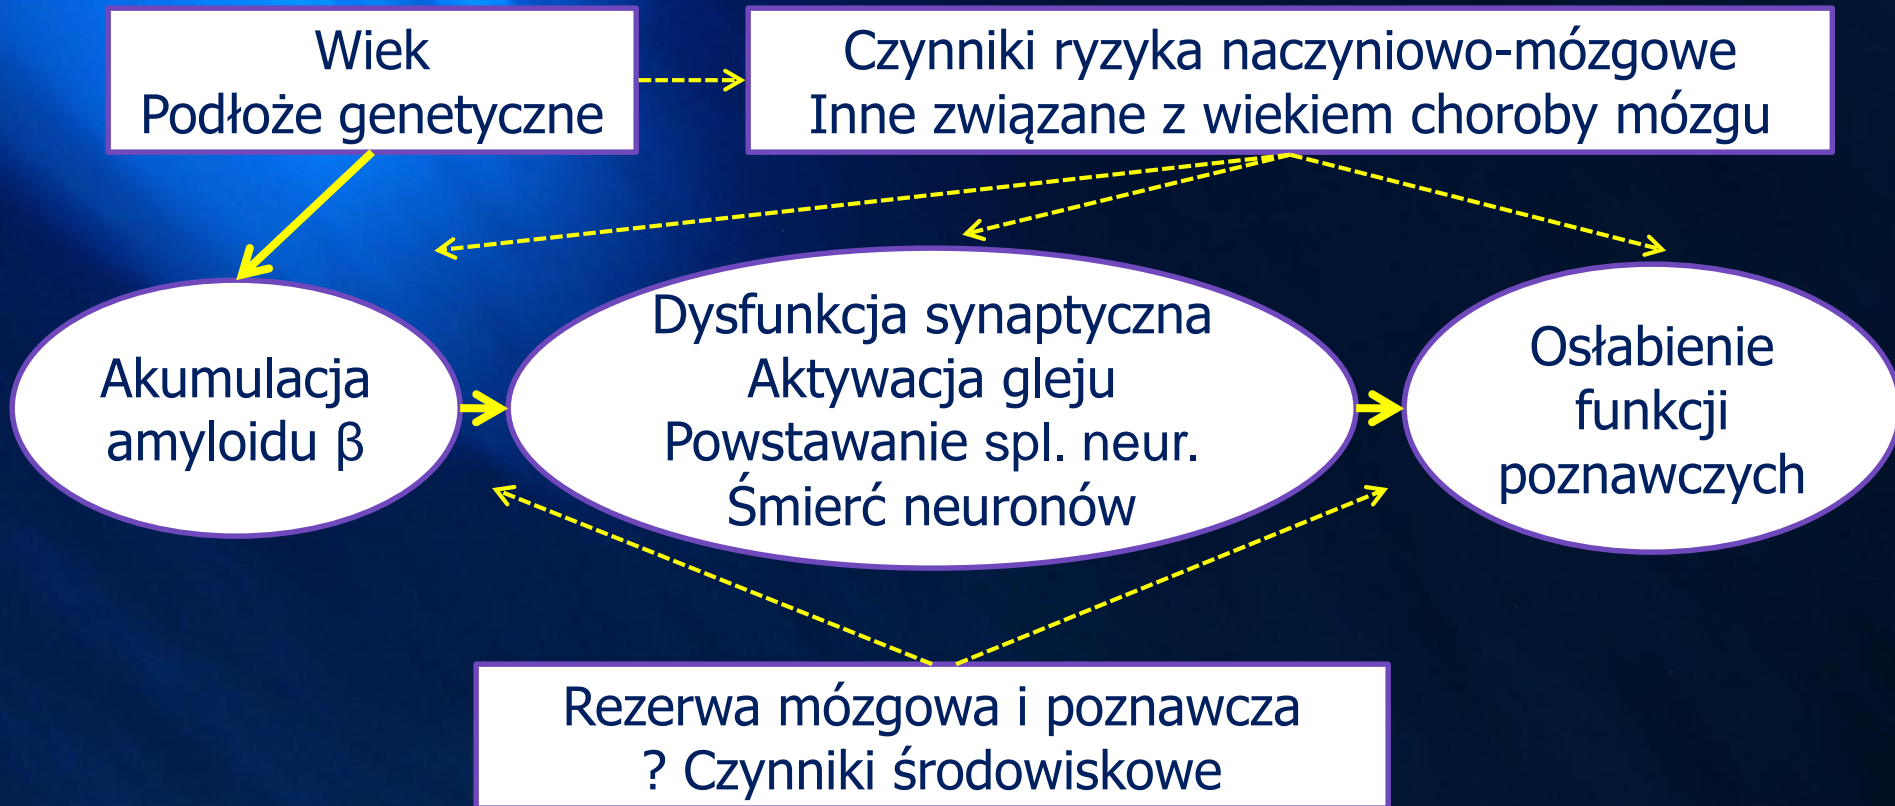 Wiek
Podłoże genetyczne
Czynniki ryzyka naczyniowo-mózgowe
Inne związane z wiekiem choroby mózgu
Akumulacja
amyloidu β
Dysfunkcja synaptyczna
Aktywacja gleju
Powstawanie spl. neur.
Śmierć neuronów
Osłabienie
funkcji
poznawczych
Rezerwa mózgowa i poznawcza
? Czynniki środowiskowe